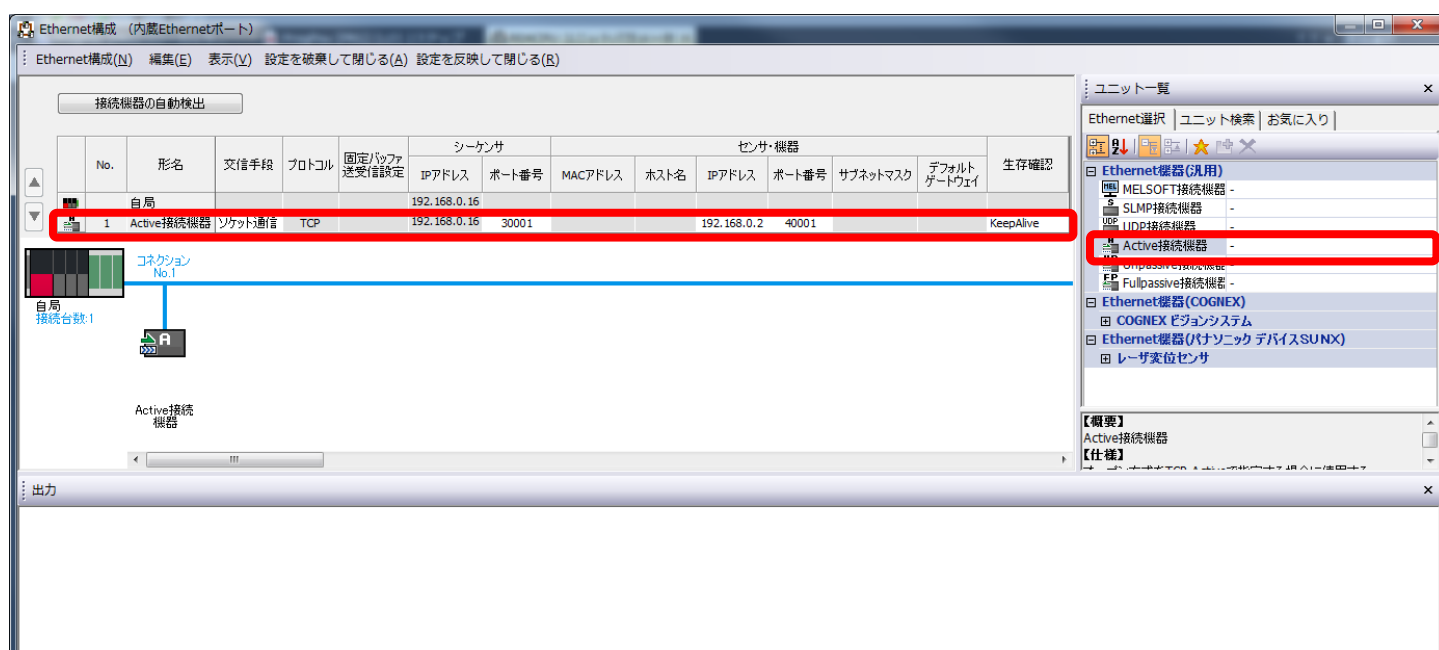 Ethernet構成 (内蔵Ethernetポート)
Ethernet構成(N) 編集(E) 表示(V) 設定を破棄して閉じる(A) 設定を反映して閉じる(R)
接続機器の自動検出
No. 形名 交信手段 プロトコル 固定バッファ送受信設定 シーケンサ センサ・機器 生存確認
IPアドレス ポート番号 MACアドレス ホスト名 IPアドレス ポート番号 サブネットマスク デフォルトゲートウェイ
自局 192.168.0.16
1 Active接続機器 ソケット通信 TCP 192.168.0.16 30001 192.168.0.2 40001 KeepAlive
コネクション
No.1
自局
接続台数:1
A
Active接続
機器
出力
ユニット一覧
Ethernet選択 ユニット検索 お気に入り
Ethernet機器(汎用)
MELSOFT接続機器 -
SLMP接続機器 -
UDP接続機器 -
Active接続機器 -
Unpassive接続機器 -
Fullpassive接続機器 -
Ethernet機器(COGNEX)
COGNEX ビジョンシステム
Ethernet機器(パナソニック デバイスSUNX)
レーザ変位センサ
【概要】
Active接続機器
【仕様】